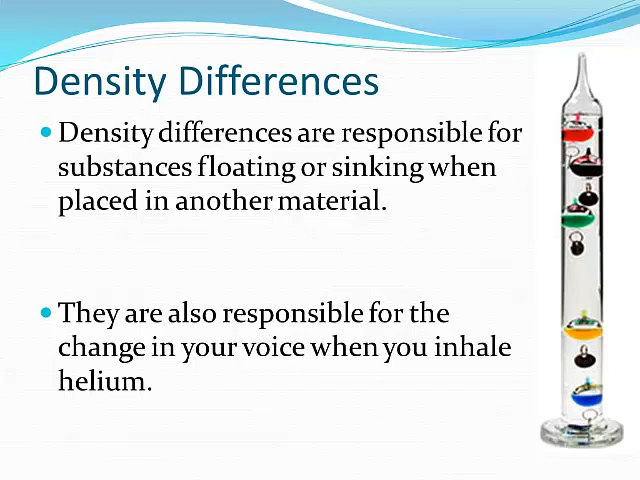 Density Differences
Density differences are responsible for
substances floating or sinking when
placed in another material.
They are also responsible for the
change in your voice when you inhale
helium.